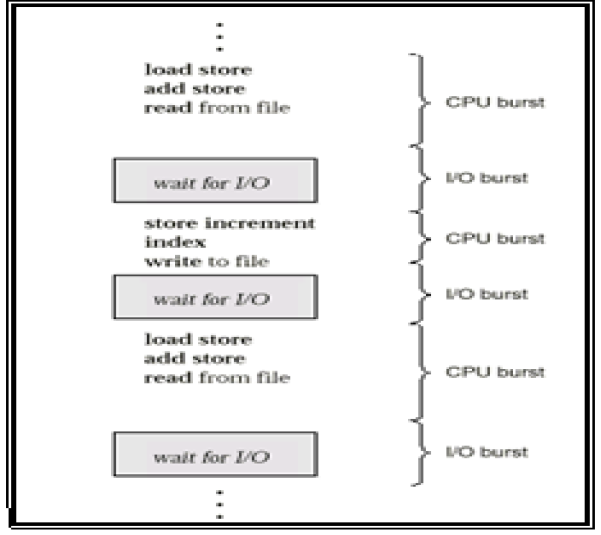 load store
add store
read from file
CPU burst
wait for I/O
I/O burst
store increment
index
write to file
CPU burst
wait for I/O
I/O burst
load store
add store
read from file
CPU burst
wait for I/O
I/O burst